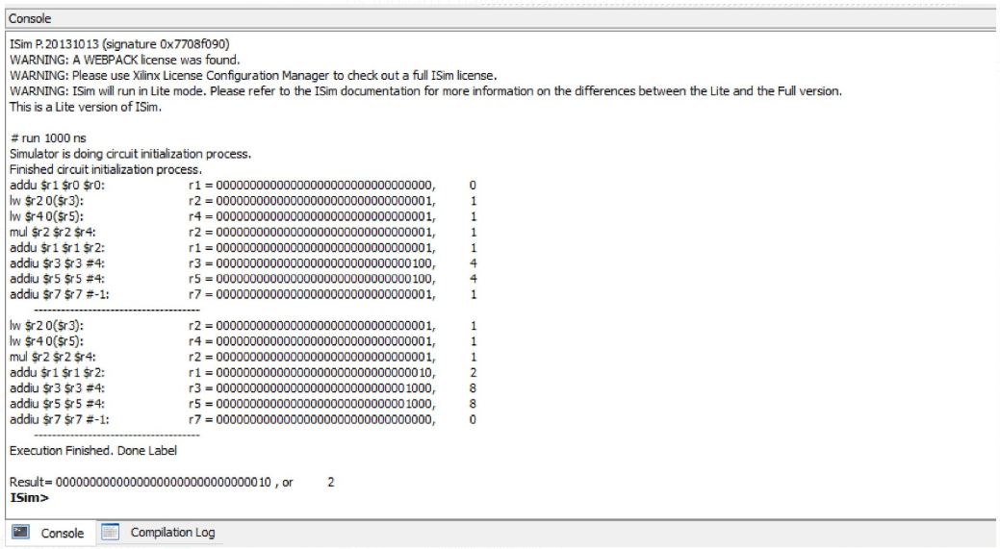 Console
ISim P.20131013 (signature 0x7708f090)
WARNING: A WEBPACK license was found.
WARNING: Please use Xilinx License Configuration Manager to check out a full ISim license.
WARNING: ISim will run in Lite mode. Please refer to the ISim documentation for more information on the differences between the Lite and the Full version.
This is a Lite version of ISim.
# run 1000 ns
Simulator is doing circuit initialization process.
Finished circuit initialization process.
addu $r1 $r0 $r0: r1 = 00000000000000000000000000000000, 0
lw $r2 0($r3): r2 = 00000000000000000000000000000001, 1
lw $r4 0($r5): r4 = 00000000000000000000000000000001, 1
mul $r2 $r2 $r4: r2 = 00000000000000000000000000000001, 1
addu $r1 $r1 $r2: r1 = 00000000000000000000000000000001, 1
addiu $r3 $r3 #4: r3 = 00000000000000000000000000000100, 4
addiu $r5 $r5 #4: r5 = 00000000000000000000000000000100, 4
addiu $r7 $r7 #-1: r7 = 00000000000000000000000000000001, 1
-------------------------------------
lw $r2 0($r3): r2 = 00000000000000000000000000000001, 1
lw $r4 0($r5): r4 = 00000000000000000000000000000001, 1
mul $r2 $r2 $r4: r2 = 00000000000000000000000000000001, 1
addu $r1 $r1 $r2: r1 = 00000000000000000000000000000010, 2
addiu $r3 $r3 #4: r3 = 00000000000000000000000000001000, 8
addiu $r5 $r5 #4: r5 = 00000000000000000000000000001000, 8
addiu $r7 $r7 #-1: r7 = 00000000000000000000000000000000, 0
-------------------------------------
Execution Finished. Done Label
Result= 00000000000000000000000000000010 , or 2
ISim>
Console Compilation Log